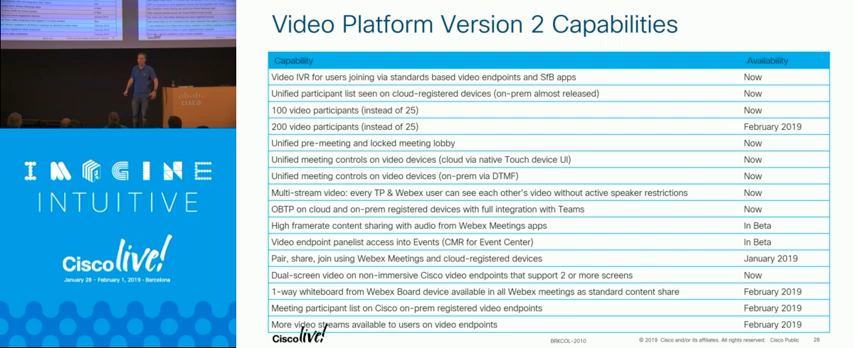 Video Platform Version 2 Capabilities
Capability Availability
Video IVR for users joining via standards based video endpoints and SfB apps Now
Unified participant list seen on cloud-registered devices (on-prem almost released) Now
100 video participants (instead of 25) Now
200 video participants (instead of 25) February 2019
Unified pre-meeting and locked meeting lobby Now
Unified meeting controls on video devices (cloud via native Touch device UI) Now
Unified meeting controls on video devices (on-prem via DTMF) Now
Multi-stream video: every TP & Webex user can see each other's video without active speaker restrictions Now
OBTP on cloud and on-prem registered devices with full integration with Teams Now
High framerate content sharing with audio from Webex Meetings apps In Beta
Video endpoint panelist access into Events (CMR for Event Center) In Beta
Pair, share, join using Webex Meetings and cloud-registered devices January 2019
Dual-screen video on non-immersive Cisco video endpoints that support 2 or more screens Now
1-way whiteboard from Webex Board device available in all Webex meetings as standard content share February 2019
Meeting participant list on Cisco on-prem registered video endpoints February 2019
More video streams available to users on video endpoints February 2019
Cisco live!
BRKCOL-2010 © 2019 Cisco and/or its affiliates. All rights reserved. Cisco Public 28
IMAGINE
INTUITIVE
Cisco live!
January 28 - February 1, 2019 • Barcelona